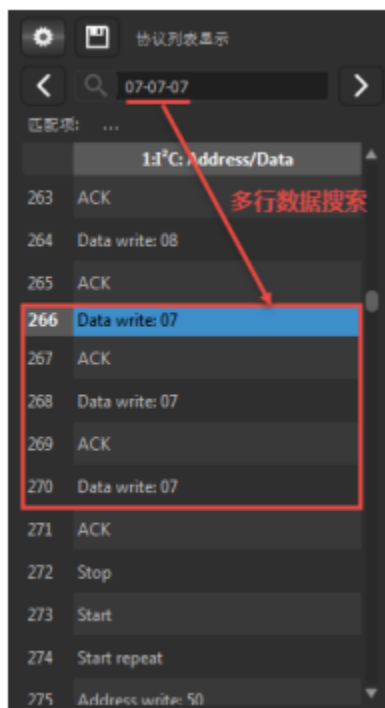 协议列表显示
07-07-07
匹配项: ...
1:I²C: Address/Data
263 ACK
多行数据搜索
264 Data write: 08
265 ACK
266 Data write: 07
267 ACK
268 Data write: 07
269 ACK
270 Data write: 07
271 ACK
272 Stop
273 Start
274 Start repeat
275 Address write: 50